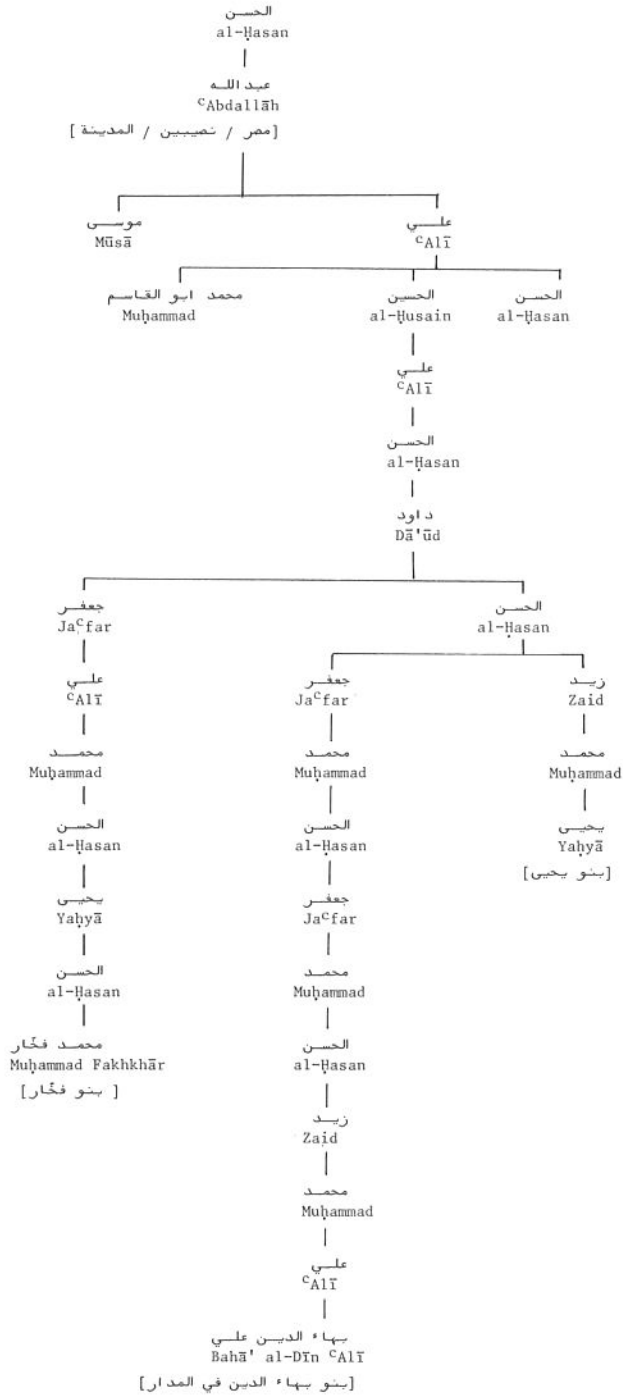 الحسن
al-Ḥasan
عبد الله
ᶜAbdallāh
[مصر / نصيبين / المدينة]
موسى
Mūsā
علي
ᶜAlī
محمد ابو القاسم
Muḥammad
الحسين
al-Ḥusain
الحسن
al-Ḥasan
علي
ᶜAlī
الحسن
al-Ḥasan
داود
Dā'ūd
جعفر
Jaᶜfar
الحسن
al-Ḥasan
علي
ᶜAlī
جعفر
Jaᶜfar
زيد
Zaid
محمد
Muḥammad
محمد
Muḥammad
محمد
Muḥammad
الحسن
al-Ḥasan
الحسن
al-Ḥasan
يحيى
Yaḥyā
[بنو يحيى]
يحيى
Yaḥyā
جعفر
Jaᶜfar
الحسن
al-Ḥasan
محمد
Muḥammad
محمد فخّار
Muḥammad Fakhkhār
[بنو فخّار]
الحسن
al-Ḥasan
زيد
Zaid
محمد
Muḥammad
علي
ᶜAlī
بهاء الدين علي
Bahā' al-Dīn ᶜAlī
[بنو بهاء الدين في المدار]